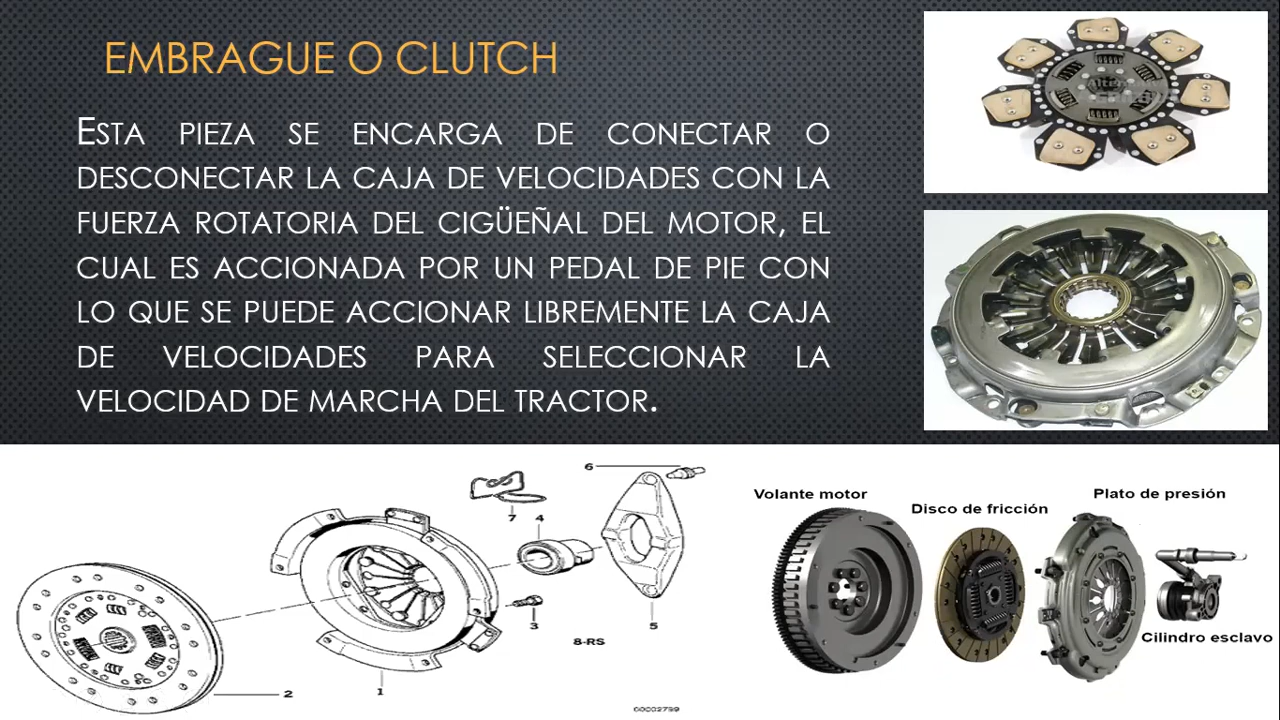 EMBRAGUE O CLUTCH
ESTA PIEZA SE ENCARGA DE CONECTAR O
DESCONECTAR LA CAJA DE VELOCIDADES CON LA
FUERZA ROTATORIA DEL CIGÜEÑAL DEL MOTOR, EL
CUAL ES ACCIONADA POR UN PEDAL DE PIE CON
LO QUE SE PUEDE ACCIONAR LIBREMENTE LA CAJA
DE VELOCIDADES PARA SELECCIONAR LA
VELOCIDAD DE MARCHA DEL TRACTOR.
6
7
4
3
5
8-RS
2
1
60002799
Volante motor
Disco de fricción
Plato de presión
Cilindro esclavo